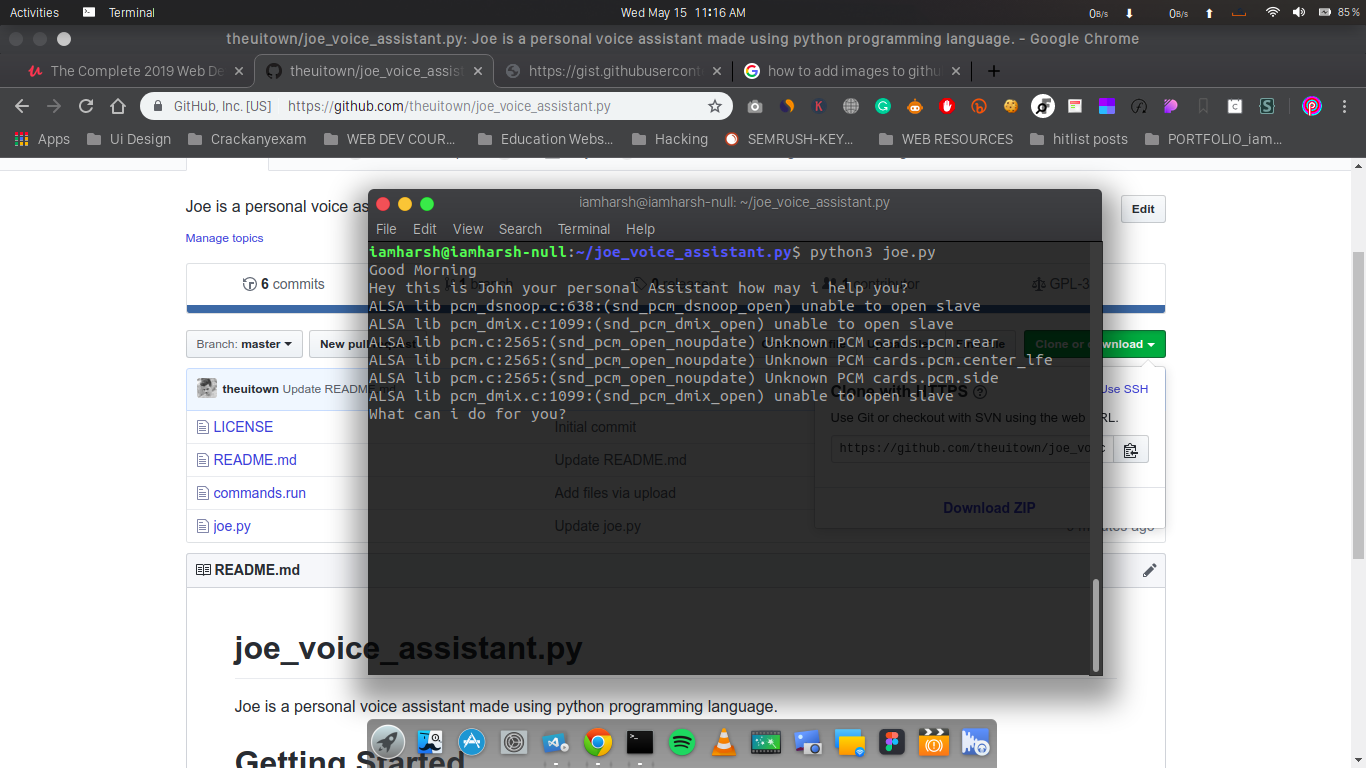 Activities Terminal Wed May 15 11:16 AM 0B/s 0B/s 85 %
theuitown/joe_voice_assistant.py: Joe is a personal voice assistant made using python programming language. - Google Chrome
The Complete 2019 Web De theuitown/joe_voice_assist https://gist.githubusercont how to add images to githu
GitHub, Inc. [US] https://github.com/theuitown/joe_voice_assistant.py
Apps Ui Design Crackanyexam WEB DEV COUR... Education Webs... Hacking SEMRUSH-KEY... WEB RESOURCES hitlist posts PORTFOLIO_iam...
Joe is a personal voice as
Edit
Manage topics
6 commits
GPL-3
Branch: master
New pul
Clone or download
theuitown Update README.md
Clone with HTTPS
Use SSH
Use Git or checkout with SVN using the web URL.
https://github.com/theuitown/joe_voic
Download ZIP
LICENSE Initial commit
README.md Update README.md
commands.run Add files via upload
joe.py Update joe.py
minutes ago
README.md
joe_voice_assistant.py
Joe is a personal voice assistant made using python programming language.
Getting Started
iamharsh@iamharsh-null: ~/joe_voice_assistant.py
File Edit View Search Terminal Help
iamharsh@iamharsh-null:~/joe_voice_assistant.py$ python3 joe.py
Good Morning
Hey this is John your personal Assistant how may i help you?
ALSA lib pcm_dsnoop.c:638:(snd_pcm_dsnoop_open) unable to open slave
ALSA lib pcm_dmix.c:1099:(snd_pcm_dmix_open) unable to open slave
ALSA lib pcm.c:2565:(snd_pcm_open_noupdate) Unknown PCM cards.pcm.rear
ALSA lib pcm.c:2565:(snd_pcm_open_noupdate) Unknown PCM cards.pcm.center_lfe
ALSA lib pcm.c:2565:(snd_pcm_open_noupdate) Unknown PCM cards.pcm.side
ALSA lib pcm_dmix.c:1099:(snd_pcm_dmix_open) unable to open slave
What can i do for you?